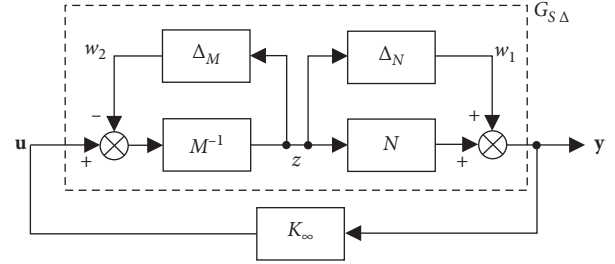 G_{SΔ}
w_2 Δ_M Δ_N w_1
− +
u + M^{-1} z N + y
K_∞